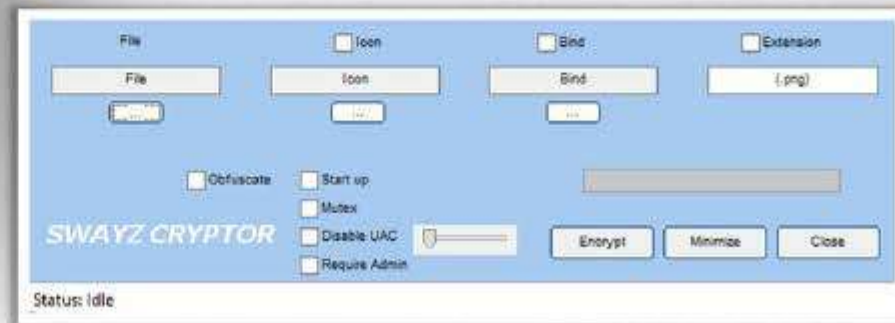 File Icon Bind Extension
File Icon Bind (.png)
... ... ...
Obfuscate Start up
Mutex
SWAYZ CRYPTOR Disable UAC Encrypt Minimize Close
Require Admin
Status: Idle